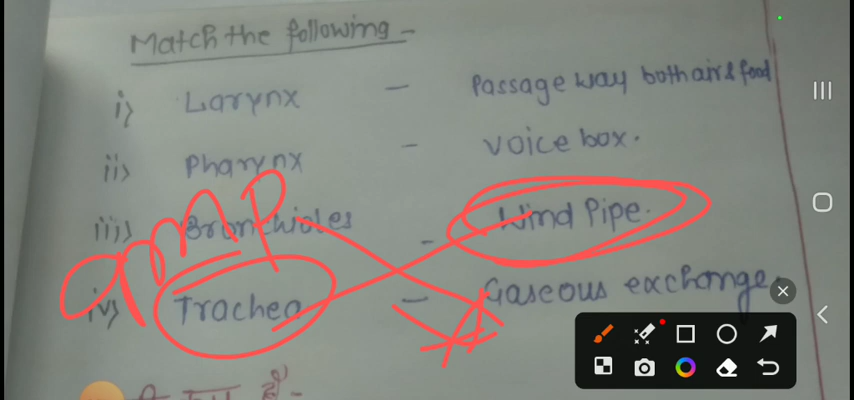 Match the following -
i) Larynx - Passage way both air & food
ii) Pharynx - Voice box.
iii) Bronchioles - Wind Pipe.
iv) Trachea - Gaseous exchange.